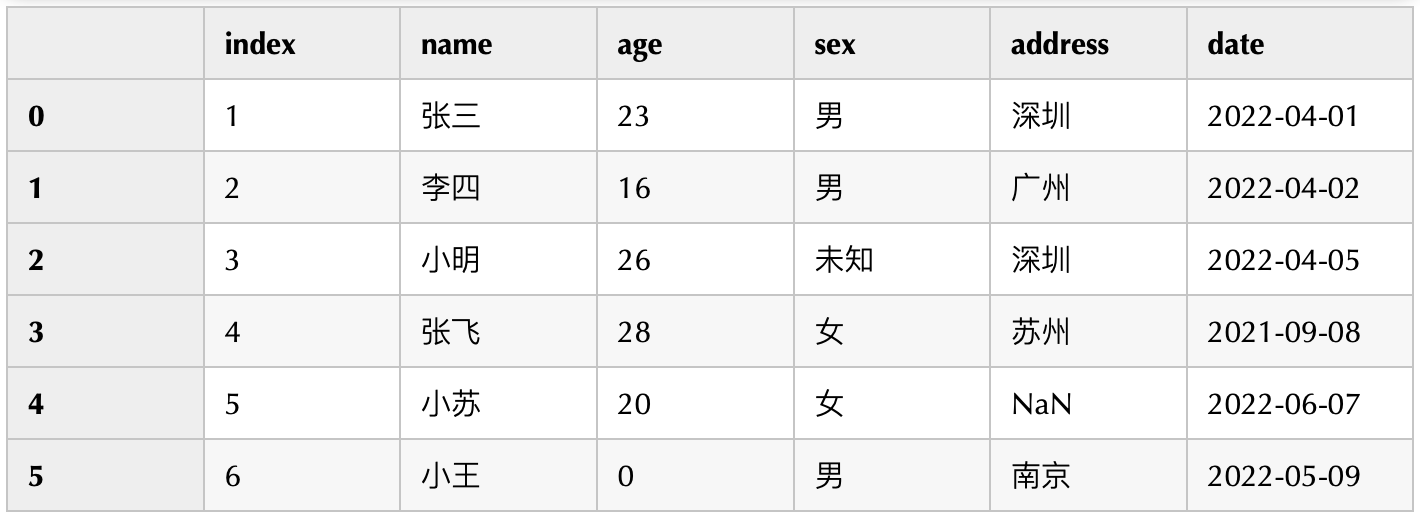 index name age sex address date
0 1 张三 23 男 深圳 2022-04-01
1 2 李四 16 男 广州 2022-04-02
2 3 小明 26 未知 深圳 2022-04-05
3 4 张飞 28 女 苏州 2021-09-08
4 5 小苏 20 女 NaN 2022-06-07
5 6 小王 0 男 南京 2022-05-09